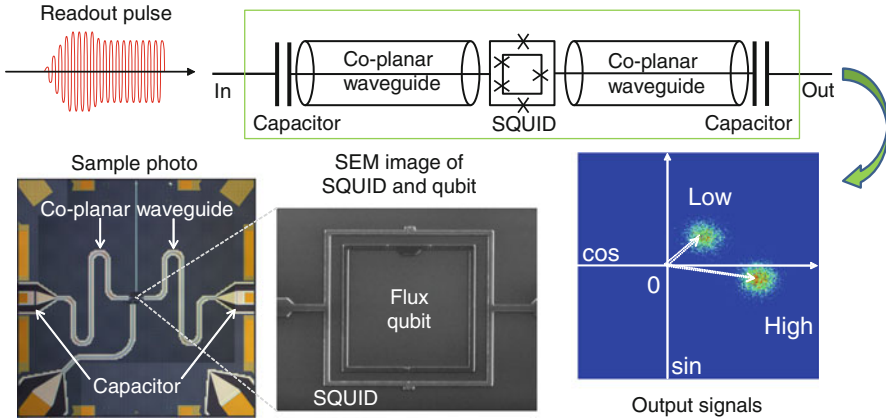 Readout pulse
In
Capacitor
Co-planar
waveguide
SQUID
Co-planar
waveguide
Capacitor
Out
Sample photo
Co-planar waveguide
Capacitor
SEM image of
SQUID and qubit
Flux
qubit
SQUID
Low
cos
0
High
sin
Output signals